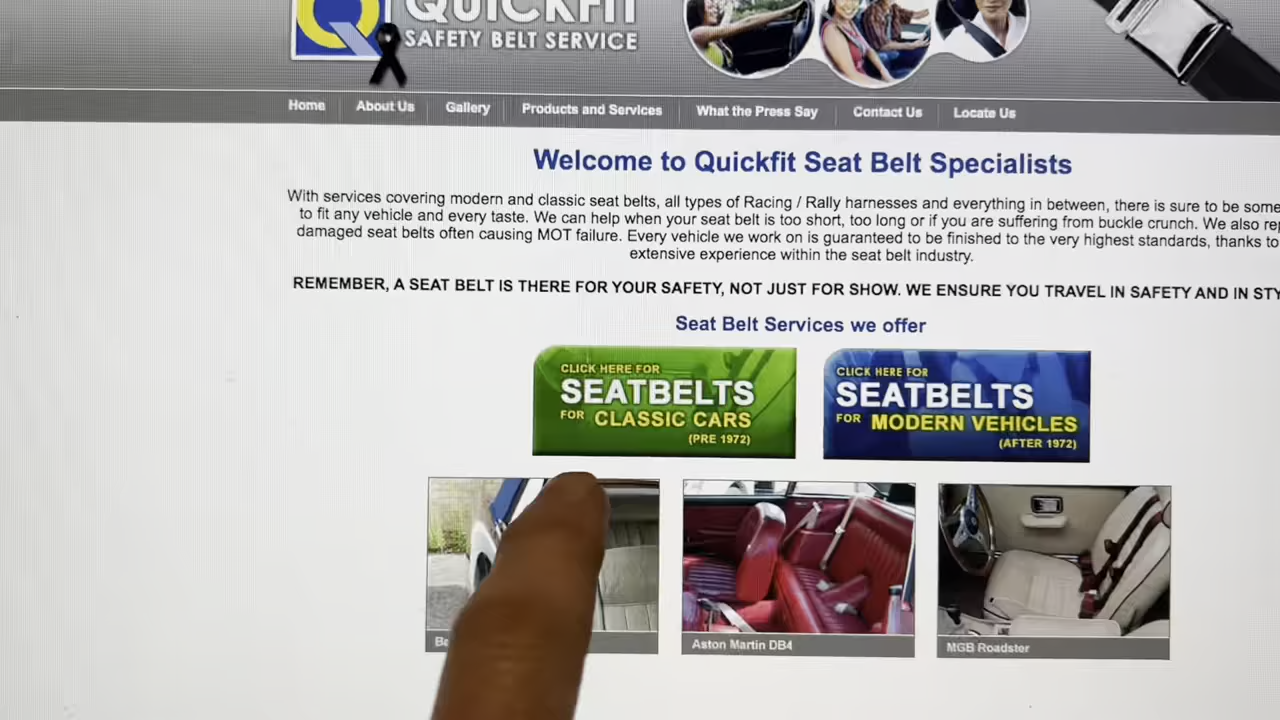 QUICKFIT
SAFETY BELT SERVICE
Home About Us Gallery Products and Services What the Press Say Contact Us Locate Us
Welcome to Quickfit Seat Belt Specialists
With services covering modern and classic seat belts, all types of Racing / Rally harnesses and everything in between, there is sure to be some
to fit any vehicle and every taste. We can help when your seat belt is too short, too long or if you are suffering from buckle crunch. We also rep
damaged seat belts often causing MOT failure. Every vehicle we work on is guaranteed to be finished to the very highest standards, thanks to
extensive experience within the seat belt industry.
REMEMBER, A SEAT BELT IS THERE FOR YOUR SAFETY, NOT JUST FOR SHOW. WE ENSURE YOU TRAVEL IN SAFETY AND IN STY
Seat Belt Services we offer
CLICK HERE FOR
SEATBELTS
FOR CLASSIC CARS
(PRE 1972)
CLICK HERE FOR
SEATBELTS
FOR MODERN VEHICLES
(AFTER 1972)
Be
Aston Martin DB4
MGB Roadster